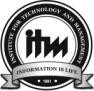 INSTITUTE FOR TECHNOLOGY AND MANAGEMENT
itm
INFORMATION IS LIFE
1991